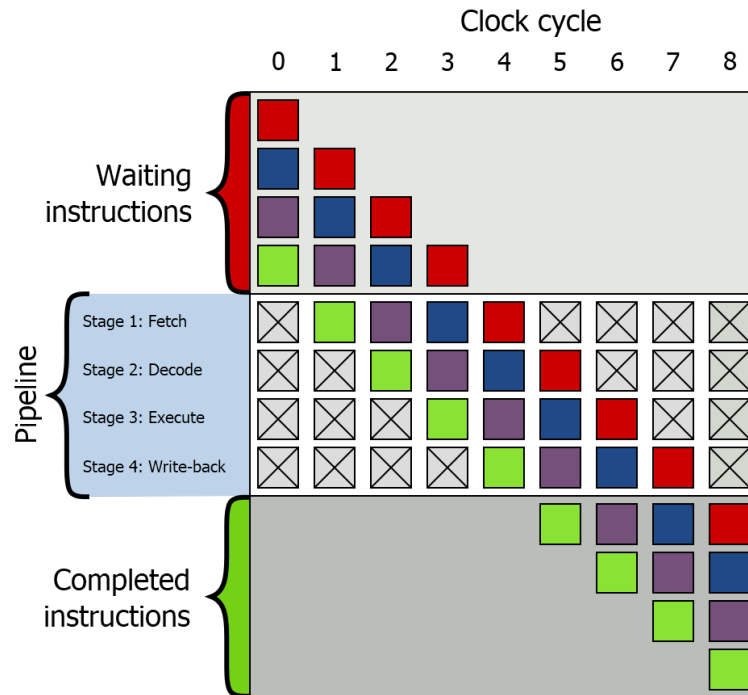 Clock cycle
0 1 2 3 4 5 6 7 8
Waiting
instructions
Pipeline
Stage 1: Fetch
Stage 2: Decode
Stage 3: Execute
Stage 4: Write-back
Completed
instructions